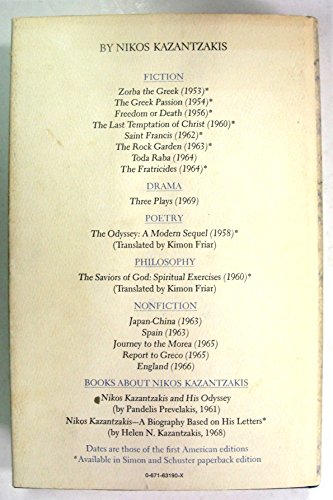 BY NIKOS KAZANTZAKIS
FICTION
Zorba the Greek (1953)*
The Greek Passion (1954)*
Freedom or Death (1956)*
The Last Temptation of Christ (1960)*
Saint Francis (1962)*
The Rock Garden (1963)*
Toda Raba (1964)
The Fratricides (1964)*
DRAMA
Three Plays (1969)
POETRY
The Odyssey: A Modern Sequel (1958)*
(Translated by Kimon Friar)
PHILOSOPHY
The Saviors of God: Spiritual Exercises (1960)*
(Translated by Kimon Friar)
NONFICTION
Japan-China (1963)
Spain (1963)
Journey to the Morea (1965)
Report to Greco (1965)
England (1966)
BOOKS ABOUT NIKOS KAZANTZAKIS
Nikos Kazantzakis and His Odyssey
(by Pandelis Prevelakis, 1961)
Nikos Kazantzakis—A Biography Based on His Letters*
(by Helen N. Kazantzakis, 1968)
Dates are those of the first American editions
*Available in Simon and Schuster paperback edition
0-671-63190-X